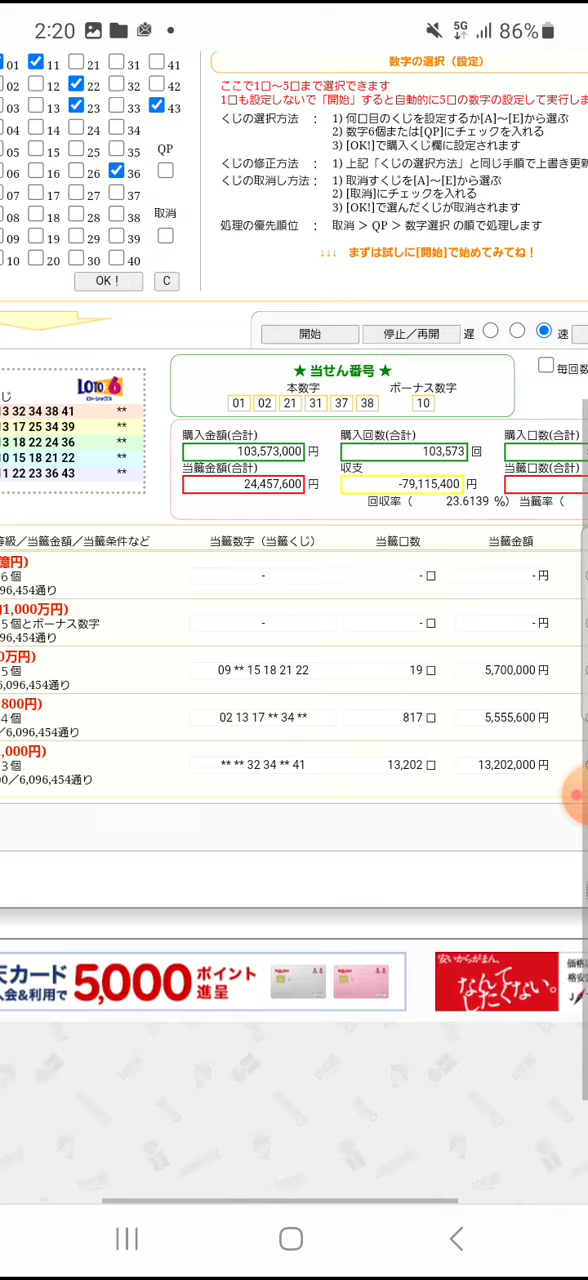 2:20 5G 86%
01 11 21 31 41
02 12 22 32 42
03 13 23 33 43
04 14 24 34
05 15 25 35 QP
06 16 26 36
07 17 27 37 取消
08 18 28 38
09 19 29 39
10 20 30 40
OK! C
数字の選択（設定）
ここで1口～5口まで選択できます
1口も設定しないで「開始」すると自動的に5口の数字の設定して実行しま
くじの選択方法 : 1) 何口目のくじを設定するか[A]～[E]から選ぶ
2) 数字6個または[QP]にチェックを入れる
3) [OK!]で購入くじ欄に設定されます
くじの修正方法 : 1) 上記「くじの選択方法」と同じ手順で上書き更新
くじの取消し方法 : 1) 取消すくじを[A]～[E]から選ぶ
2) [取消]にチェックを入れる
3) [OK!]で選んだくじが取消されます
処理の優先順位 : 取消 > QP > 数字選択 の順で処理します
↓↓↓ まずは試しに[開始]で始めてみてね！
開始 停止／再開 遅 速
じ LOTO6
ロト・シックス
13 32 34 38 41 **
13 17 25 34 39 **
13 18 22 24 36 **
10 15 18 21 22 **
11 22 23 36 43 **
★ 当せん番号 ★
本数字 ボーナス数字
01 02 21 31 37 38 10
毎回数
購入金額(合計) 購入回数(合計) 購入口数(合計)
103,573,000 円 103,573 回
当籤金額(合計) 収支 当籤口数(合計)
24,457,600 円 -79,115,400 円
回収率（ 23.6139 %） 当籤率（
等級／当籤金額／当籤条件など 当籤数字（当籤くじ） 当籤口数 当籤金額
億円)
６個 - - 口 - 円
096,454通り
約1,000万円)
５個とボーナス数字 - - 口 - 円
096,454通り
0万円)
５個 09 ** 15 18 21 22 19 口 5,700,000 円
6,096,454通り
,800円)
４個 02 13 17 ** 34 ** 817 口 5,555,600 円
／6,096,454通り
,000円)
３個 ** ** 32 34 ** 41 13,202 口 13,202,000 円
00／6,096,454通り
天カード
入会&利用で 5,000 ポイント
進呈
安いからがまん、
なんて
したくない。
価格に
格安